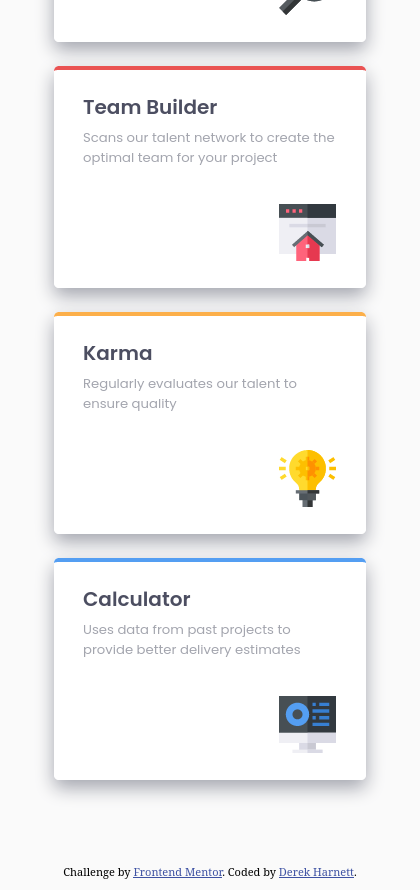 Team Builder
Scans our talent network to create the
optimal team for your project
Karma
Regularly evaluates our talent to
ensure quality
Calculator
Uses data from past projects to
provide better delivery estimates
Challenge by Frontend Mentor. Coded by Derek Harnett.